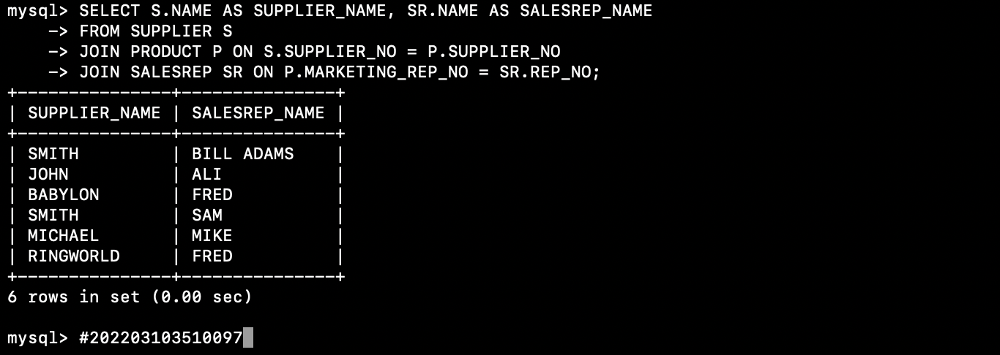 mysql> SELECT S.NAME AS SUPPLIER_NAME, SR.NAME AS SALESREP_NAME
    -> FROM SUPPLIER S
    -> JOIN PRODUCT P ON S.SUPPLIER_NO = P.SUPPLIER_NO
    -> JOIN SALESREP SR ON P.MARKETING_REP_NO = SR.REP_NO;
+---------------+---------------+
| SUPPLIER_NAME | SALESREP_NAME |
+---------------+---------------+
| SMITH         | BILL ADAMS    |
| JOHN          | ALI           |
| BABYLON       | FRED          |
| SMITH         | SAM           |
| MICHAEL       | MIKE          |
| RINGWORLD     | FRED          |
+---------------+---------------+
6 rows in set (0.00 sec)
mysql> #202203103510097